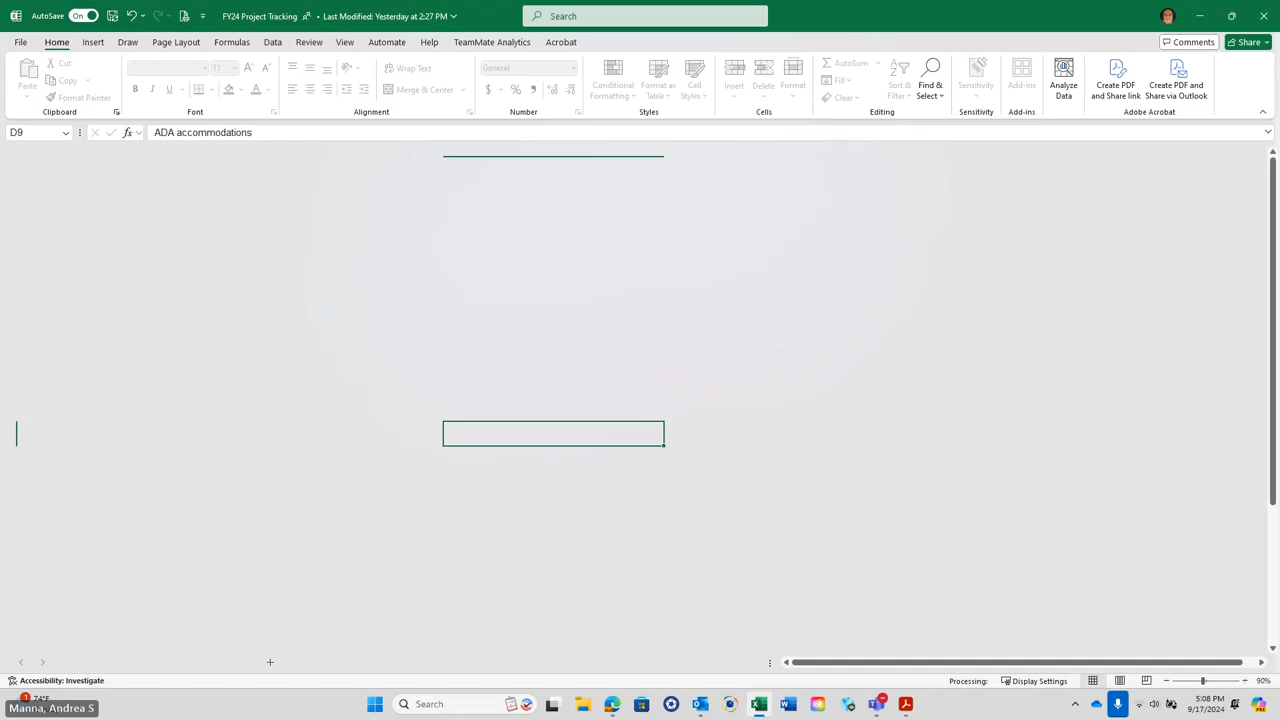 AutoSave On FY24 Project Tracking • Last Modified: Yesterday at 2:27 PM Search
File Home Insert Draw Page Layout Formulas Data Review View Automate Help TeamMate Analytics Acrobat Comments Share
Paste Cut Copy Format Painter Clipboard
11 B I U A Font
Wrap Text Merge & Center Alignment
General $ % Number
Conditional Formatting Format as Table Cell Styles Styles
Insert Delete Format Cells
AutoSum Fill Clear Sort & Filter Find & Select Editing
Sensitivity Sensitivity
Add-ins Add-ins
Analyze Data
Create PDF and Share link Create PDF and Share via Outlook Adobe Acrobat
D9 fx ADA accommodations
Accessibility: Investigate Processing: Display Settings 90%
1 74°F
Manna, Andrea S
Search
5:08 PM
9/17/2024